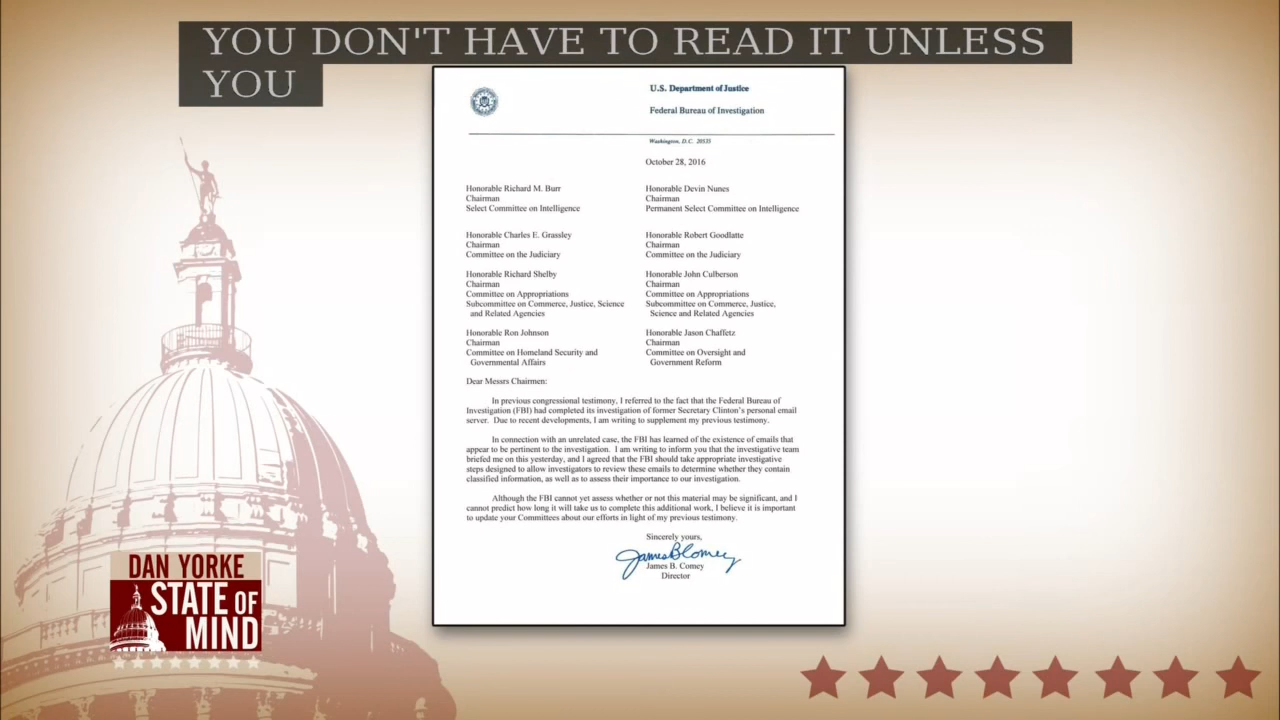 YOU DON'T HAVE TO READ IT UNLESS
YOU
U.S. Department of Justice
Federal Bureau of Investigation
Washington, D.C. 20535
October 28, 2016
Honorable Richard M. Burr
Chairman
Select Committee on Intelligence
Honorable Devin Nunes
Chairman
Permanent Select Committee on Intelligence
Honorable Charles E. Grassley
Chairman
Committee on the Judiciary
Honorable Robert Goodlatte
Chairman
Committee on the Judiciary
Honorable Richard Shelby
Chairman
Committee on Appropriations
Subcommittee on Commerce, Justice, Science
and Related Agencies
Honorable John Culberson
Chairman
Committee on Appropriations
Subcommittee on Commerce, Justice,
Science and Related Agencies
Honorable Ron Johnson
Chairman
Committee on Homeland Security and
Governmental Affairs
Honorable Jason Chaffetz
Chairman
Committee on Oversight and
Government Reform
Dear Messrs Chairmen:
In previous congressional testimony, I referred to the fact that the Federal Bureau of
Investigation (FBI) had completed its investigation of former Secretary Clinton's personal email
server. Due to recent developments, I am writing to supplement my previous testimony.
In connection with an unrelated case, the FBI has learned of the existence of emails that
appear to be pertinent to the investigation. I am writing to inform you that the investigative team
briefed me on this yesterday, and I agreed that the FBI should take appropriate investigative
steps designed to allow investigators to review these emails to determine whether they contain
classified information, as well as to assess their importance to our investigation.
Although the FBI cannot yet assess whether or not this material may be significant, and I
cannot predict how long it will take us to complete this additional work, I believe it is important
to update your Committees about our efforts in light of my previous testimony.
Sincerely yours,
James B Comey
James B. Comey
Director
DAN YORKE
STATE OF
MIND